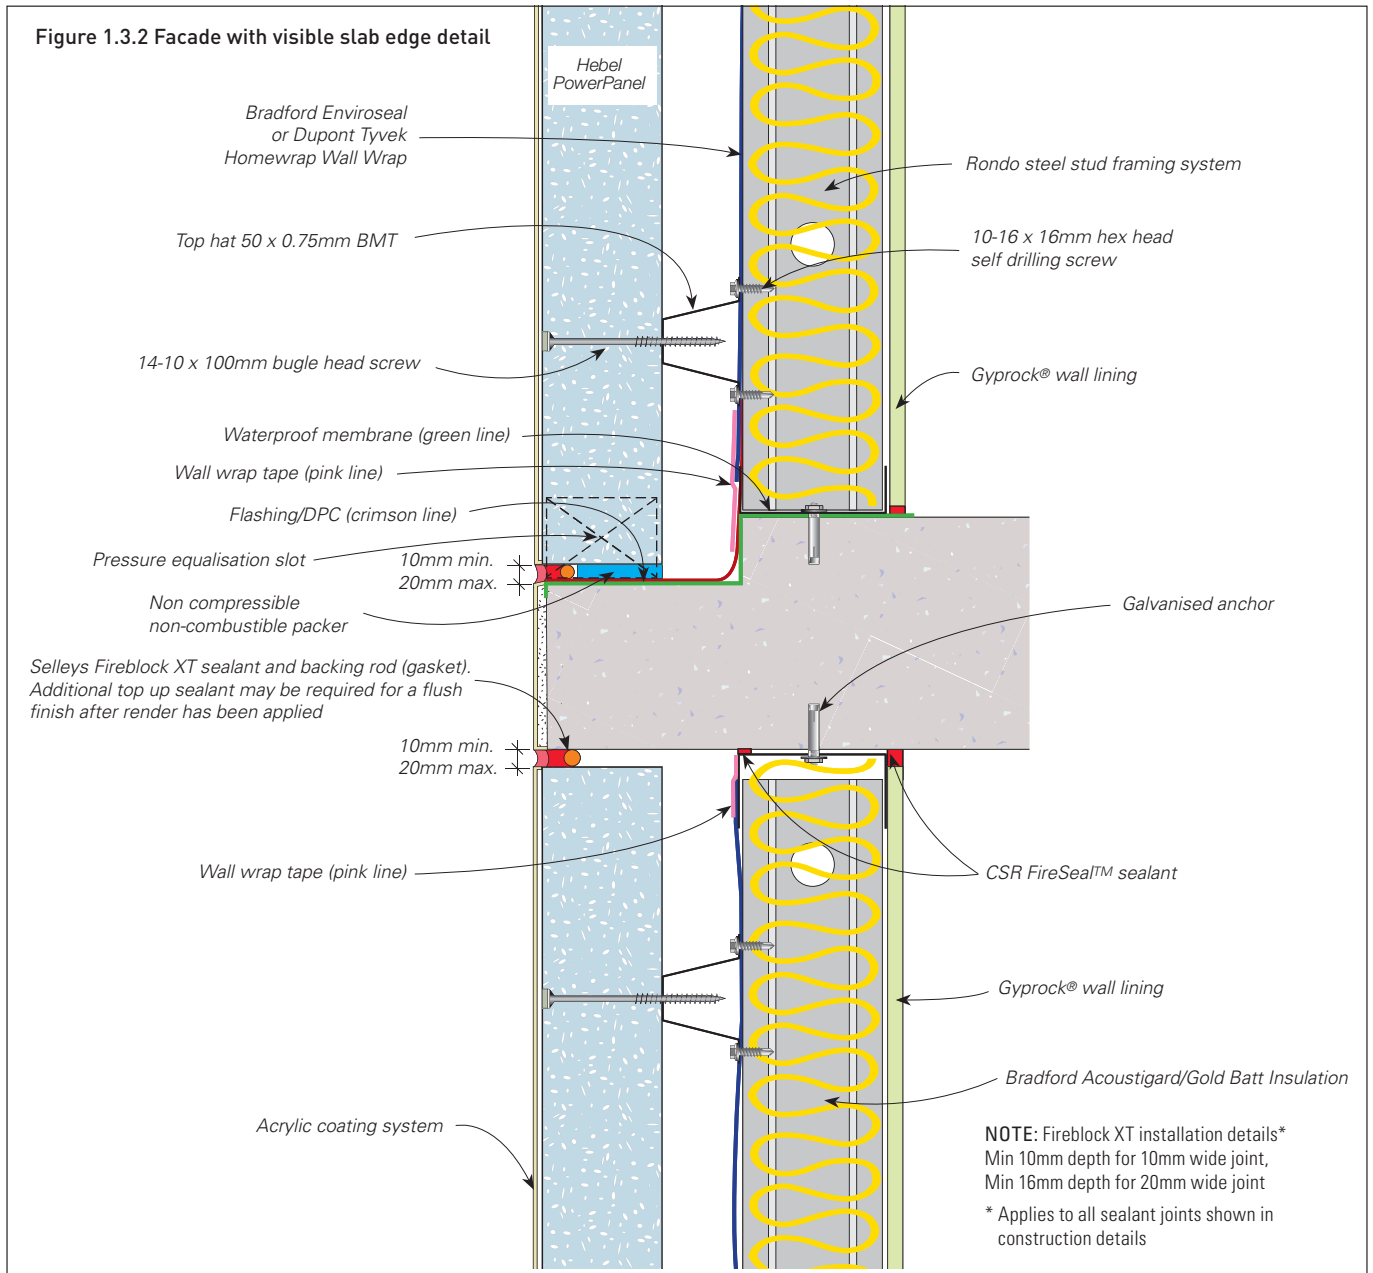 Figure 1.3.2 Facade with visible slab edge detail
Hebel
PowerPanel
Bradford Enviroseal
or Dupont Tyvek
Homewrap Wall Wrap
Rondo steel stud framing system
Top hat 50 x 0.75mm BMT
10-16 x 16mm hex head
self drilling screw
14-10 x 100mm bugle head screw
Gyprock® wall lining
Waterproof membrane (green line)
Wall wrap tape (pink line)
Flashing/DPC (crimson line)
Pressure equalisation slot
10mm min.
20mm max.
Non compressible
non-combustible packer
Galvanised anchor
Selleys Fireblock XT sealant and backing rod (gasket).
Additional top up sealant may be required for a flush
finish after render has been applied
10mm min.
20mm max.
Wall wrap tape (pink line)
CSR FireSeal™ sealant
Gyprock® wall lining
Bradford Acoustigard/Gold Batt Insulation
Acrylic coating system
NOTE: Fireblock XT installation details*
Min 10mm depth for 10mm wide joint,
Min 16mm depth for 20mm wide joint
* Applies to all sealant joints shown in
construction details